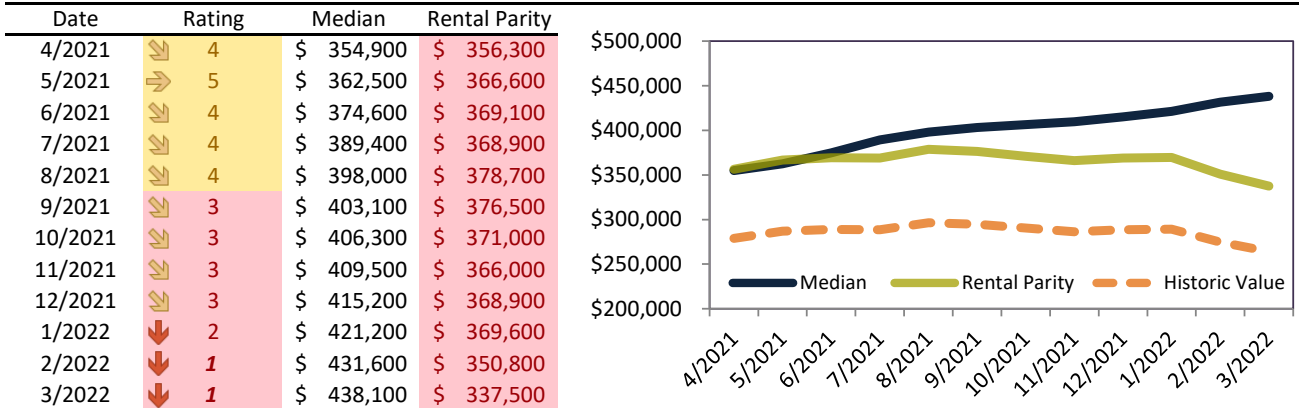 Date Rating Median Rental Parity
4/2021 4 $ 354,900 $ 356,300
5/2021 5 $ 362,500 $ 366,600
6/2021 4 $ 374,600 $ 369,100
7/2021 4 $ 389,400 $ 368,900
8/2021 4 $ 398,000 $ 378,700
9/2021 3 $ 403,100 $ 376,500
10/2021 3 $ 406,300 $ 371,000
11/2021 3 $ 409,500 $ 366,000
12/2021 3 $ 415,200 $ 368,900
1/2022 2 $ 421,200 $ 369,600
2/2022 1 $ 431,600 $ 350,800
3/2022 1 $ 438,100 $ 337,500
$500,000
$450,000
$400,000
$350,000
$300,000
$250,000
$200,000
Median Rental Parity Historic Value
4/2021 5/2021 6/2021 7/2021 8/2021 9/2021 10/2021 11/2021 12/2021 1/2022 2/2022 3/2022